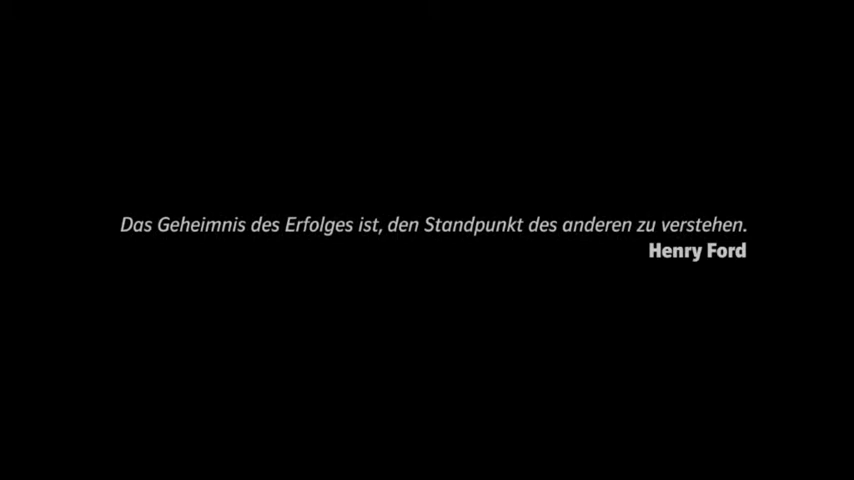 Das Geheimnis des Erfolges ist, den Standpunkt des anderen zu verstehen.
Henry Ford